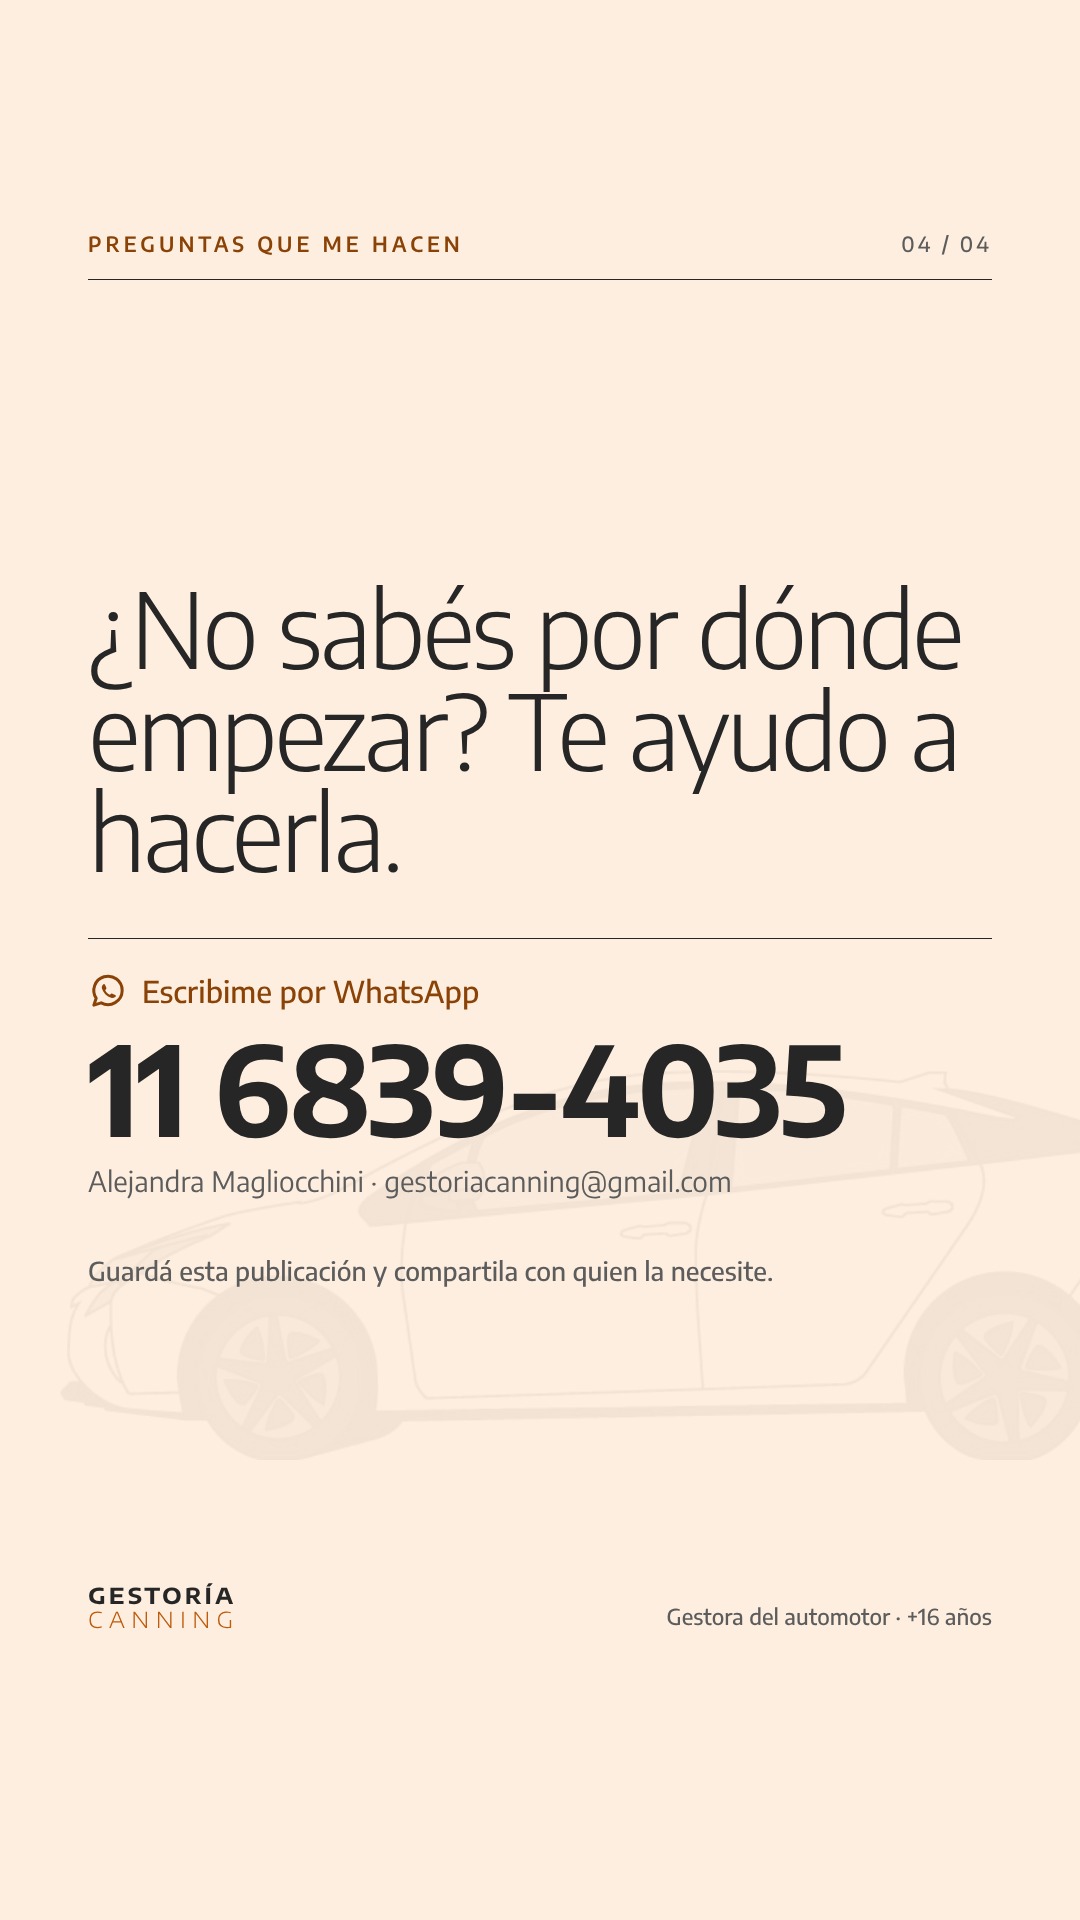 PREGUNTAS QUE ME HACEN
04 / 04
¿No sabés por dónde
empezar? Te ayudo a
hacerla.
Escribime por WhatsApp
11 6839-4035
Alejandra Magliocchini · gestoriacanning@gmail.com
Guardá esta publicación y compartila con quien la necesite.
GESTORÍA
CANNING
Gestora del automotor · +16 años